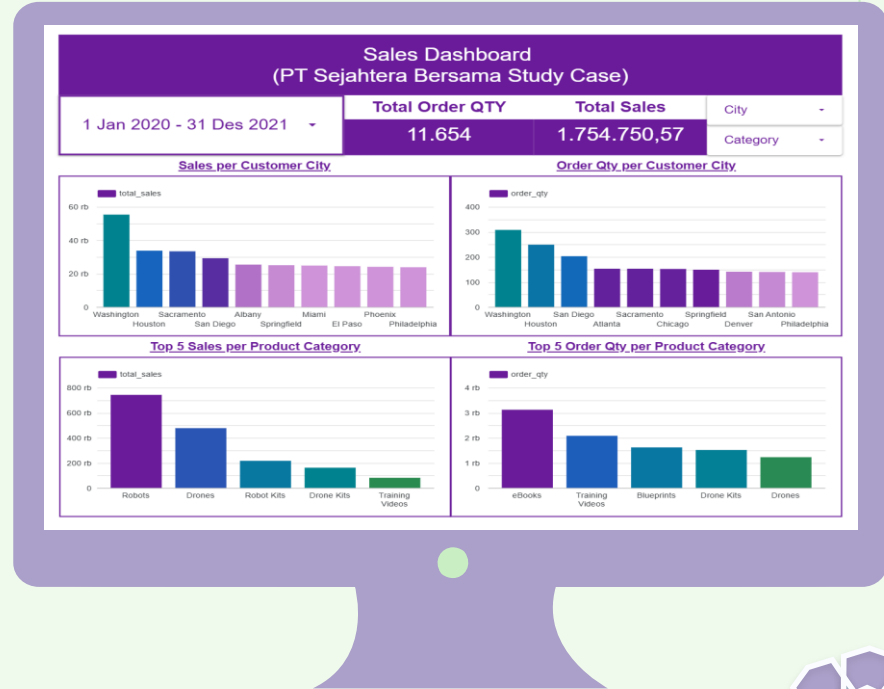 Sales Dashboard
(PT Sejahtera Bersama Study Case)
1 Jan 2020 - 31 Des 2021
Total Order QTY
11.654
Total Sales
1.754.750,57
City
Category
Sales per Customer City
total_sales
60 rb
40 rb
20 rb
0
Washington
Houston
Sacramento
San Diego
Albany
Springfield
Miami
El Paso
Phoenix
Philadelphia
Order Qty per Customer City
order_qty
400
300
200
100
0
Washington
Houston
San Diego
Atlanta
Sacramento
Chicago
Springfield
Denver
San Antonio
Philadelphia
Top 5 Sales per Product Category
total_sales
800 rb
600 rb
400 rb
200 rb
0
Robots
Drones
Robot Kits
Drone Kits
Training
Videos
Top 5 Order Qty per Product Category
order_qty
4 rb
3 rb
2 rb
1 rb
0
eBooks
Training
Videos
Blueprints
Drone Kits
Drones